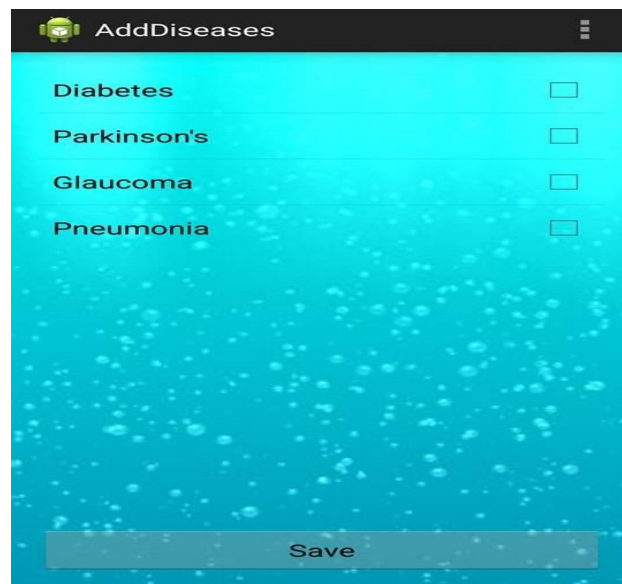 AddDiseases
Diabetes
Parkinson's
Glaucoma
Pneumonia
Save